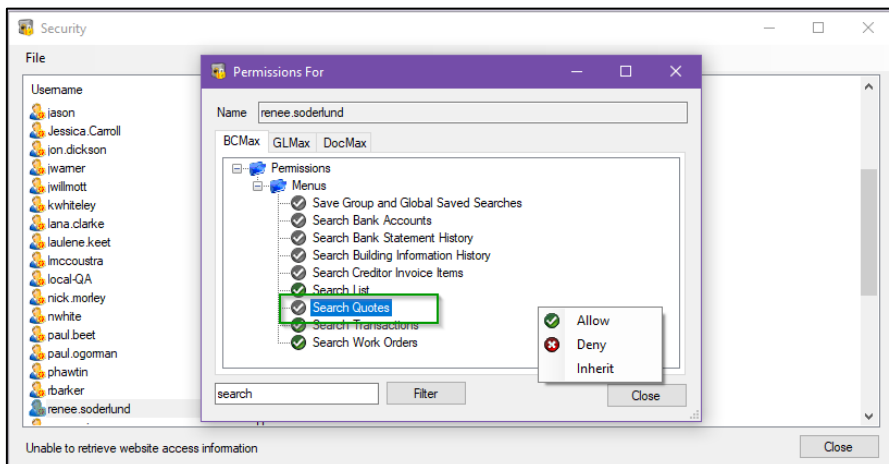 Security
File
Username
jason
Jessica.Carroll
jon.dickson
jwarner
jwillmott
kwhiteley
lana.clarke
laulene.keet
lmccoustra
local-QA
nick.morley
nwhite
paul.beet
paul.ogorman
phawtin
rbarker
renee.soderlund
Permissions For
Name renee.soderlund
BCMax GLMax DocMax
Permissions
Menus
Save Group and Global Saved Searches
Search Bank Accounts
Search Bank Statement History
Search Building Information History
Search Creditor Invoice Items
Search List
Search Quotes
Search Transactions
Search Work Orders
Allow
Deny
Inherit
search Filter Close
Unable to retrieve website access information Close